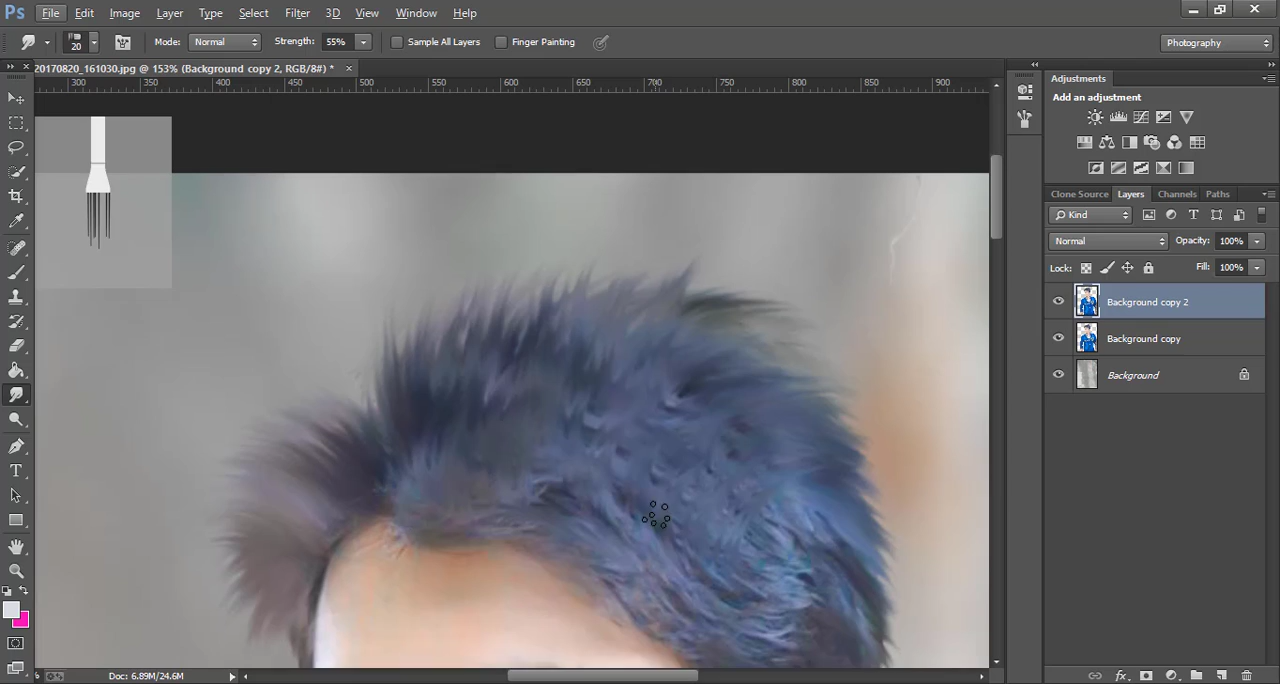 Ps File Edit Image Layer Type Select Filter 3D View Window Help
20 Mode: Normal Strength: 55% Sample All Layers Finger Painting Photography
20170820_161030.jpg @ 153% (Background copy 2, RGB/8#) * ×
300 350 400 450 500 550 600 650 700 750 800 850 900
Adjustments
Add an adjustment
Clone Source Layers Channels Paths
Kind
Normal Opacity: 100%
Lock: Fill: 100%
Background copy 2
Background copy
Background
Doc: 6.89M/24.6M